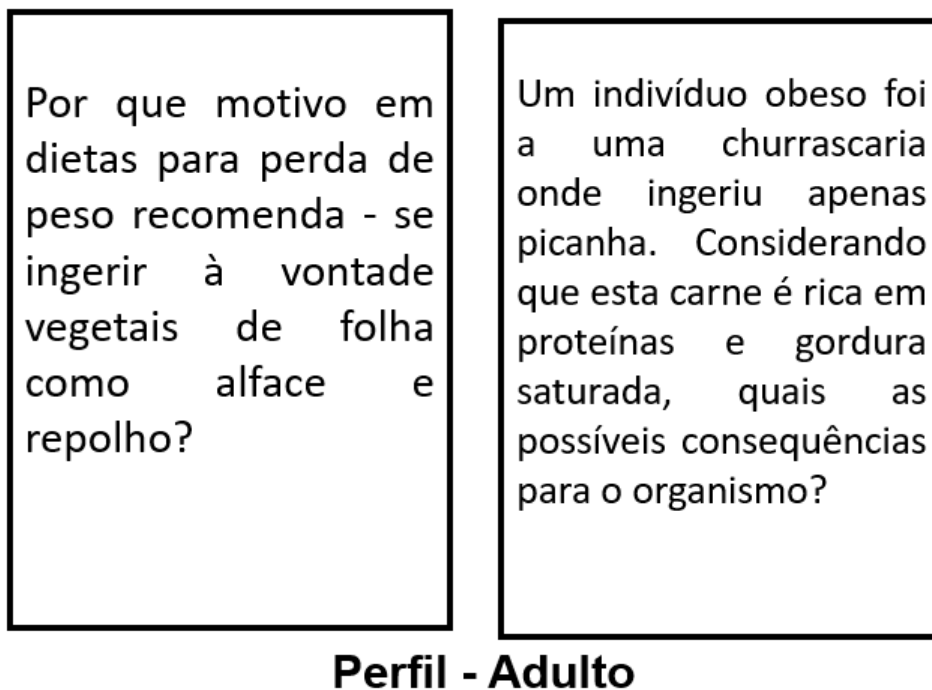 Por que motivo em
dietas para perda de
peso recomenda - se
ingerir à vontade
vegetais de folha
como alface e
repolho?
Um indivíduo obeso foi
a uma churrascaria
onde ingeriu apenas
picanha. Considerando
que esta carne é rica em
proteínas e gordura
saturada, quais as
possíveis consequências
para o organismo?
Perfil - Adulto